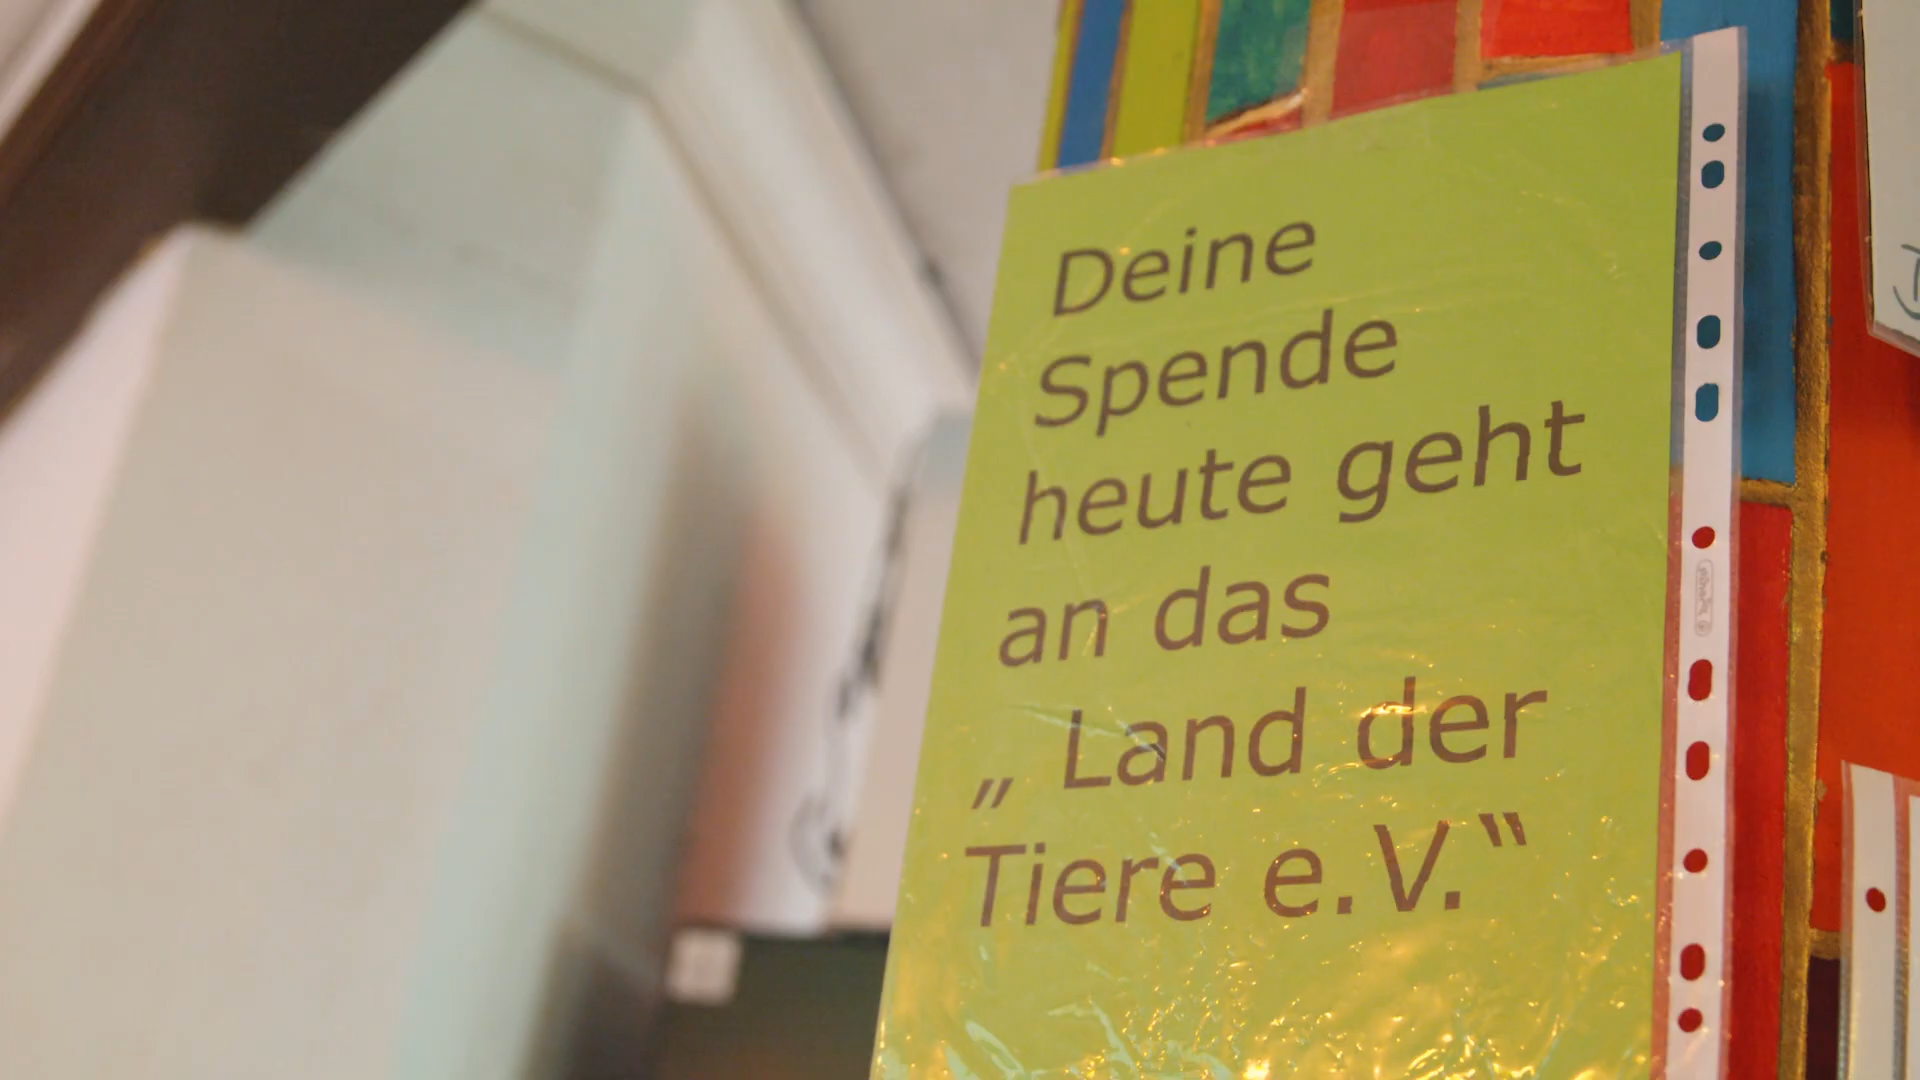 Deine
Spende
heute geht
an das
„ Land der
Tiere e.V.“